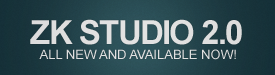 ZK STUDIO 2.0
ALL NEW AND AVAILABLE NOW!